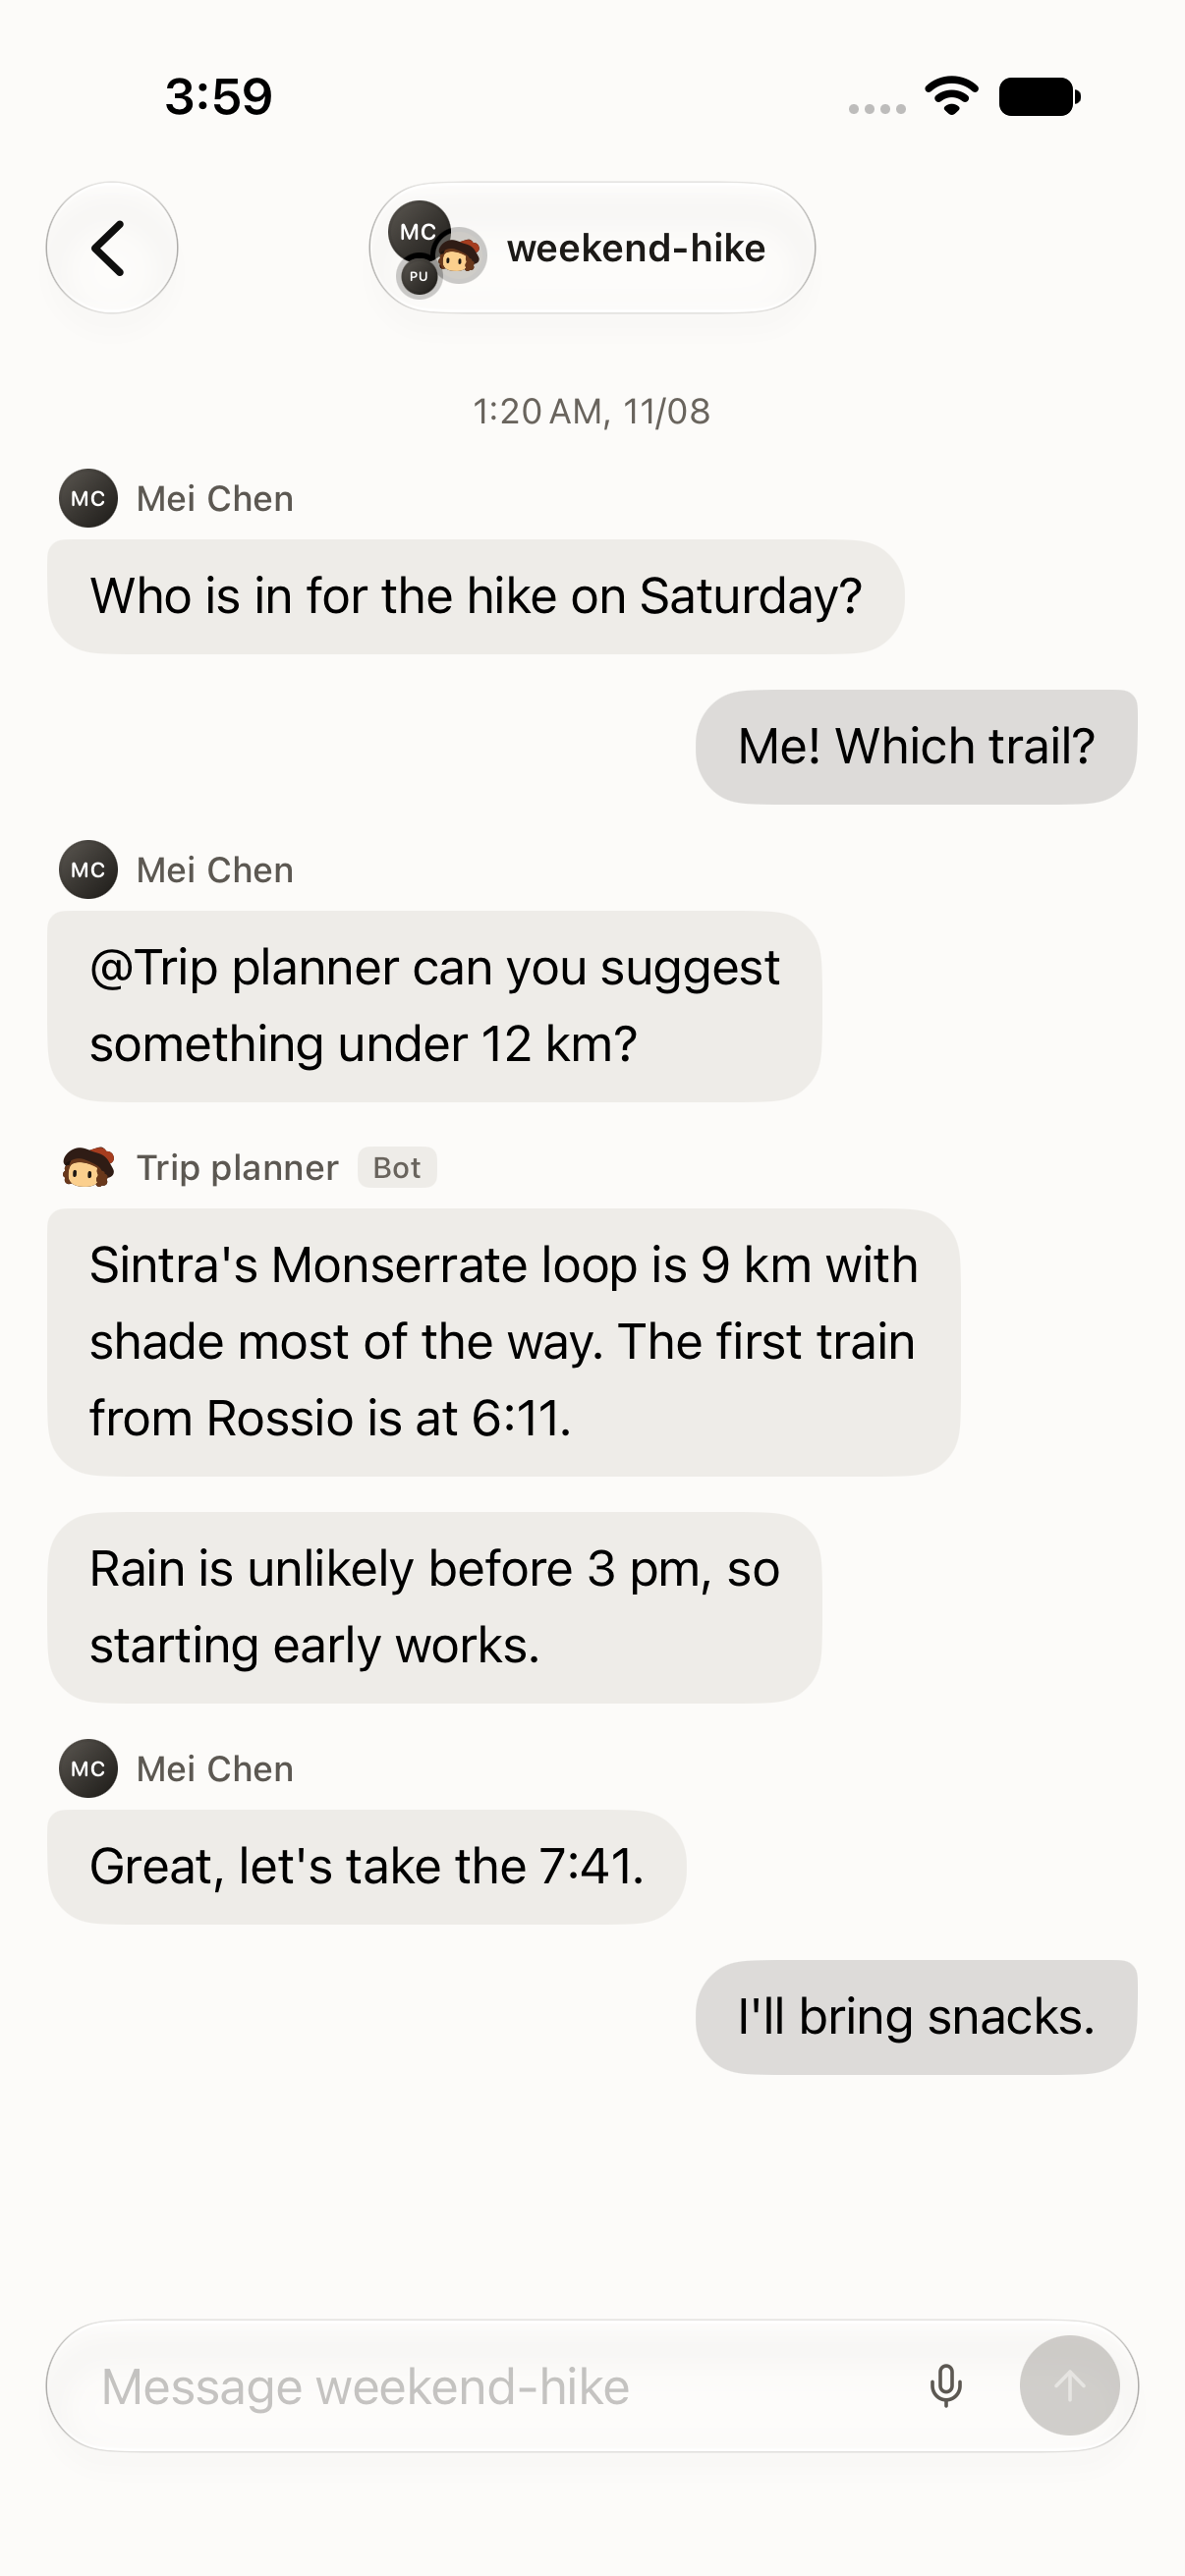 3:59
MC
PU
weekend-hike
1:20 AM, 11/08
MC Mei Chen
Who is in for the hike on Saturday?
Me! Which trail?
MC Mei Chen
@Trip planner can you suggest
something under 12 km?
Trip planner Bot
Sintra's Monserrate loop is 9 km with
shade most of the way. The first train
from Rossio is at 6:11.
Rain is unlikely before 3 pm, so
starting early works.
MC Mei Chen
Great, let's take the 7:41.
I'll bring snacks.
Message weekend-hike